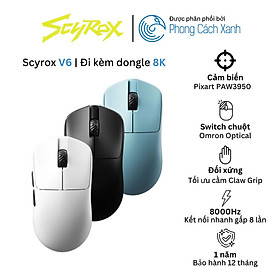 SCYROX
Được phân phối bởi
Phong Cách Xanh
Scyrox V6 | Đi kèm dongle 8K
Cảm biến
Pixart PAW3950
Switch chuột
Omron Optical
Đối xứng
Tối ưu cầm Claw Grip
8000Hz
Kết nối nhanh gấp 8 lần
1 năm
Bảo hành 12 tháng